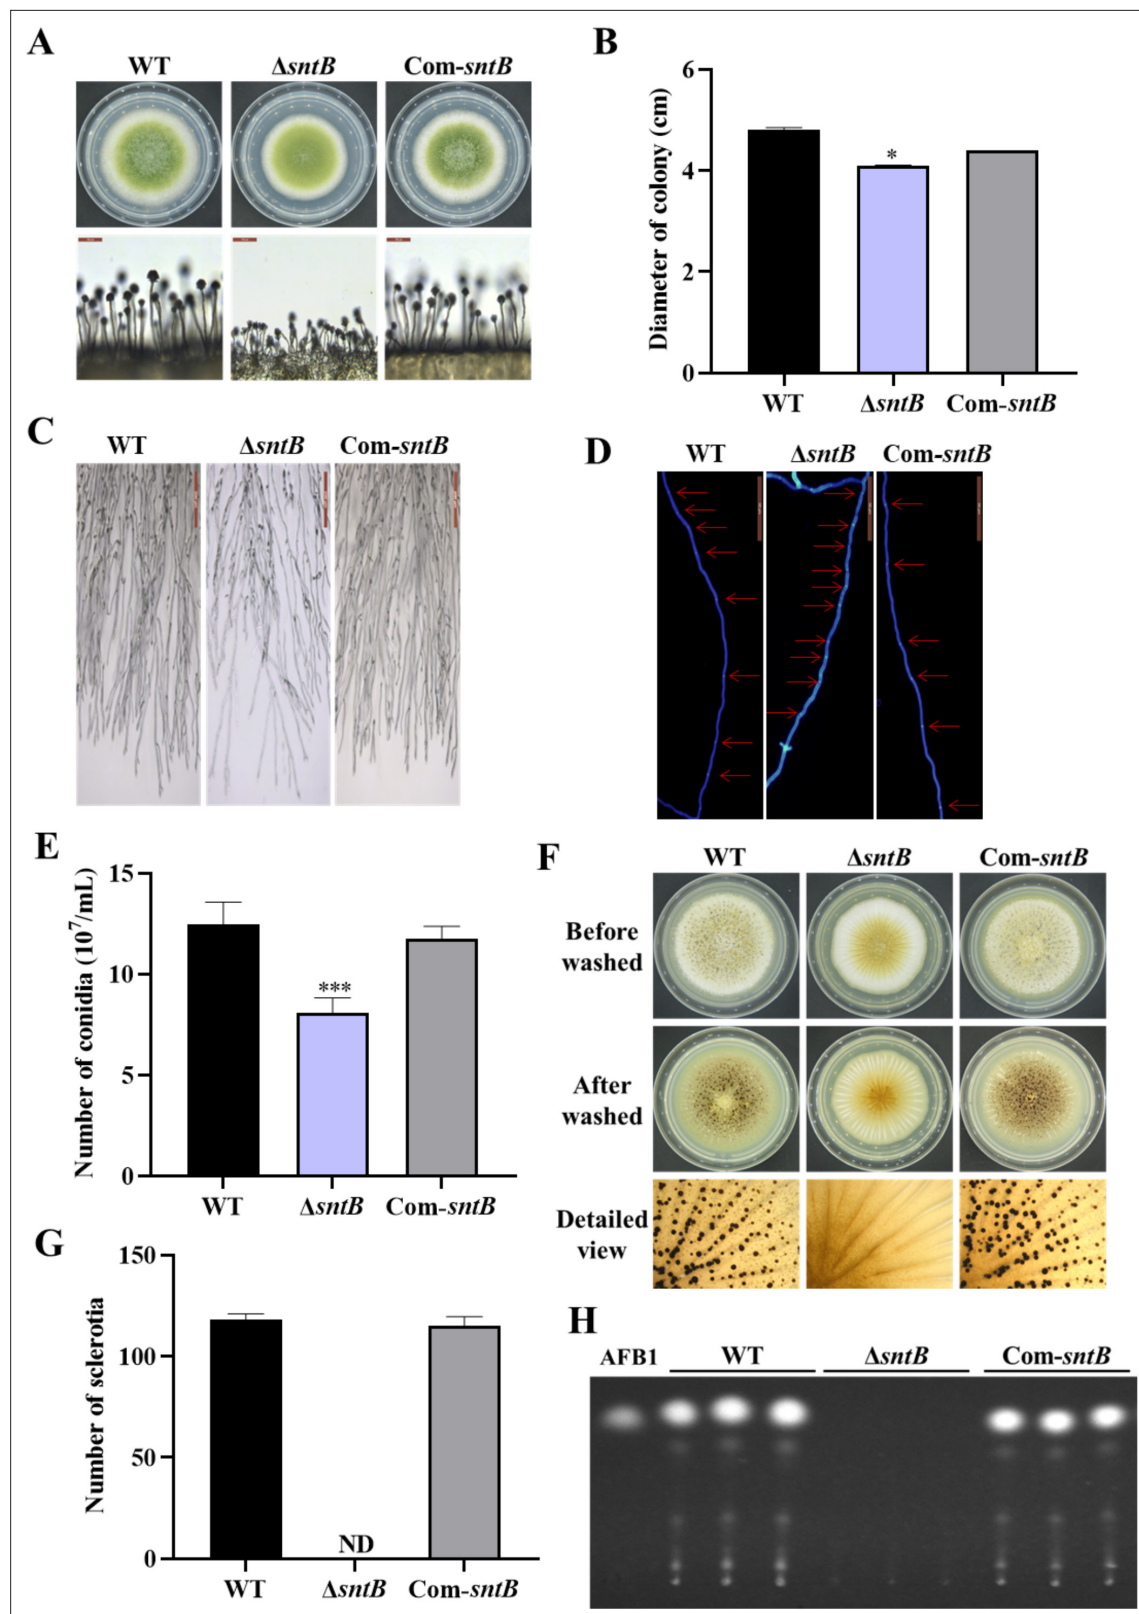 A
WT ΔsntB Com-sntB
B
Diameter of colony (cm)
6
4
2
0
*
WT ΔsntB Com-sntB
C
WT ΔsntB Com-sntB
D
WT ΔsntB Com-sntB
E
Number of conidia (10⁷/mL)
15
10
5
0
***
WT ΔsntB Com-sntB
F
WT ΔsntB Com-sntB
Before
washed
After
washed
Detailed
view
G
Number of sclerotia
150
100
50
0
ND
WT ΔsntB Com-sntB
H
AFB1 WT ΔsntB Com-sntB